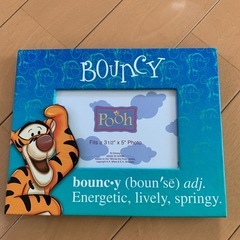 BOUNCY
Pooh
Fits a 3½" x 5" Photo
bounc•y (boun′sē) adj.
Energetic, lively, springy.